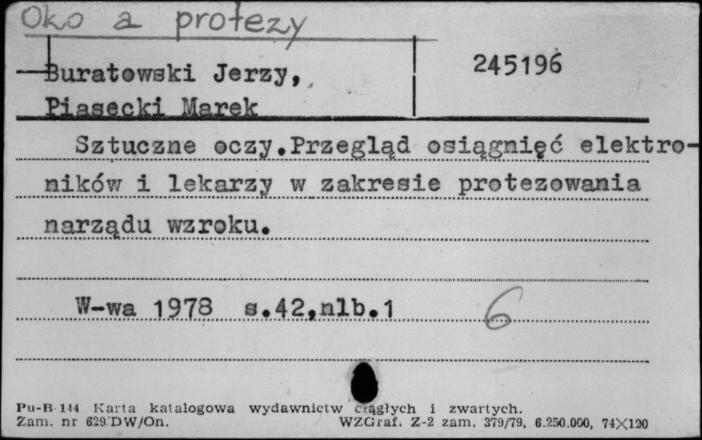 Oko a protezy
245196
Buratowski Jerzy,
Piasecki Marek
Sztuczne oczy.Przegląd osiągnięć elektro-
ników i lekarzy w zakresie protezowania
narządu wzroku.
W-wa 1978 s.42,nlb.1
6
Pu-B 144 Karta katalogowa wydawnictw ciągłych i zwartych.
Zam. nr 629/DW/On. WZGraf. Z-2 zam. 379/79, 6.250.000, 74×120